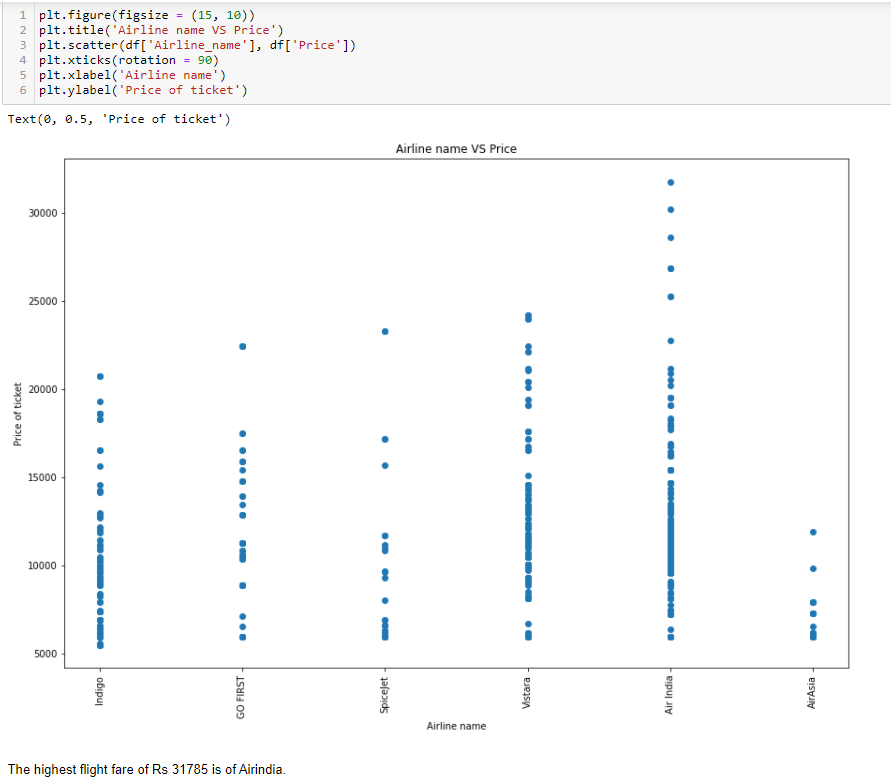 1 plt.figure(figsize = (15, 10))
2 plt.title('Airline name VS Price')
3 plt.scatter(df['Airline_name'], df['Price'])
4 plt.xticks(rotation = 90)
5 plt.xlabel('Airline name')
6 plt.ylabel('Price of ticket')
Text(0, 0.5, 'Price of ticket')
Airline name VS Price
30000
25000
20000
15000
10000
5000
Price of ticket
Indigo
GO FIRST
SpiceJet
Vistara
Air India
AirAsia
Airline name
The highest flight fare of Rs 31785 is of Airindia.